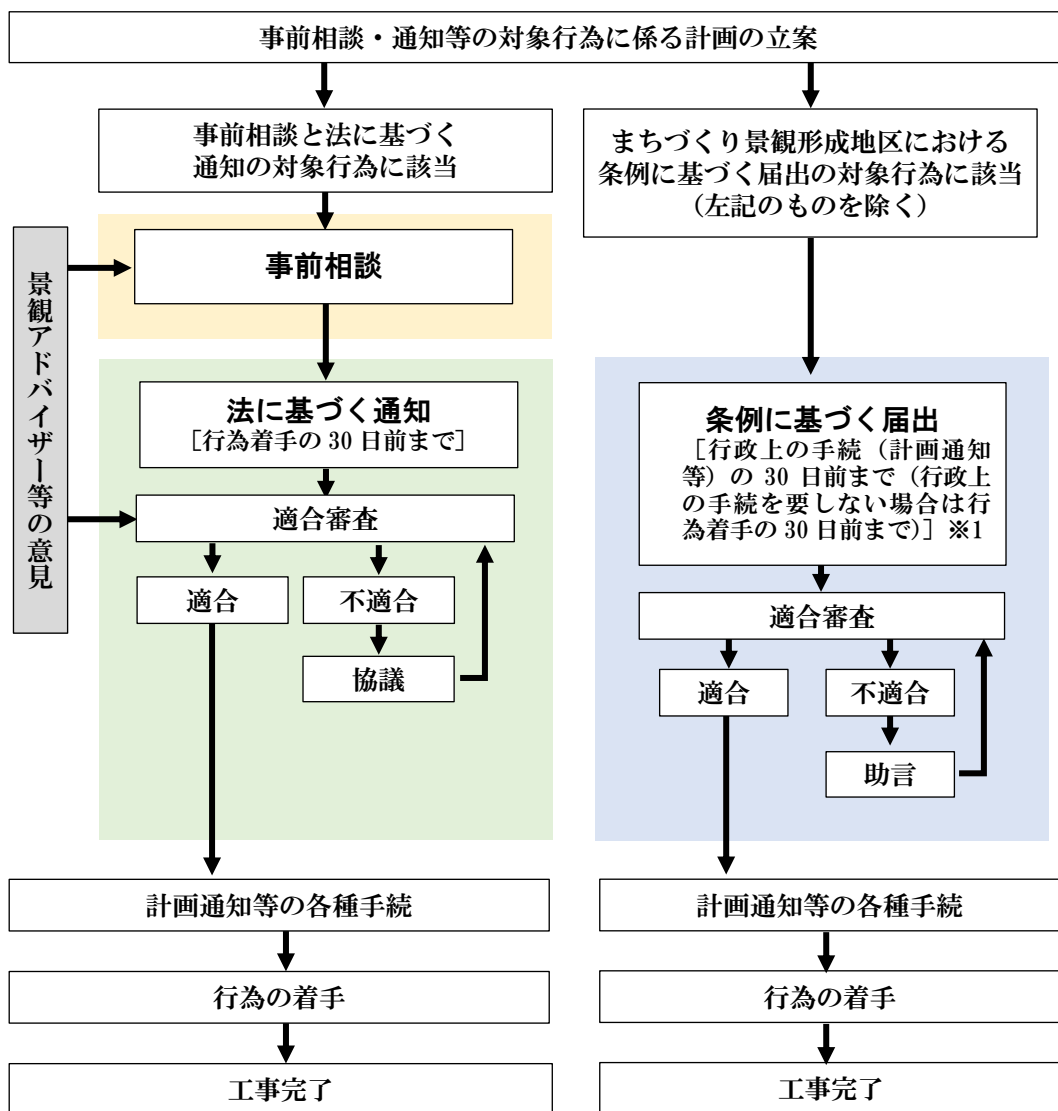 事前相談・通知等の対象行為に係る計画の立案
事前相談と法に基づく
通知の対象行為に該当
まちづくり景観形成地区における
条例に基づく届出の対象行為に該当
（左記のものを除く）
景観アドバイザー等の意見
事前相談
法に基づく通知
［行為着手の 30 日前まで］
適合審査
適合
不適合
協議
条例に基づく届出
［行政上の手続（計画通知
等）の 30 日前まで（行政上
の手続を要しない場合は行
為着手の 30 日前まで）］※1
適合審査
適合
不適合
助言
計画通知等の各種手続
行為の着手
工事完了
計画通知等の各種手続
行為の着手
工事完了